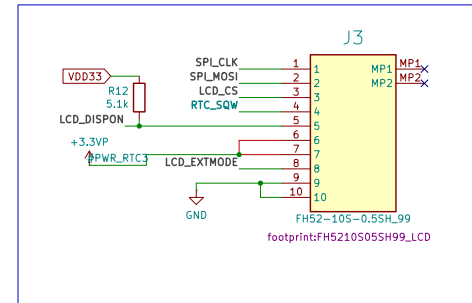 J3
SPI_CLK 1 1 MP1 MP1
VDD33 SPI_MOSI 2 2 MP2 MP2
R12 LCD_CS 3 3
5.1k RTC_SQW 4 4
LCD_DISPON 5 5
+3.3VP 6 6
#PWR_RTC3 7 7
LCD_EXTMODE 8 8
9 9
10 10
GND
FH52-10S-0.5SH_99
footprint:FH5210S05SH99_LCD